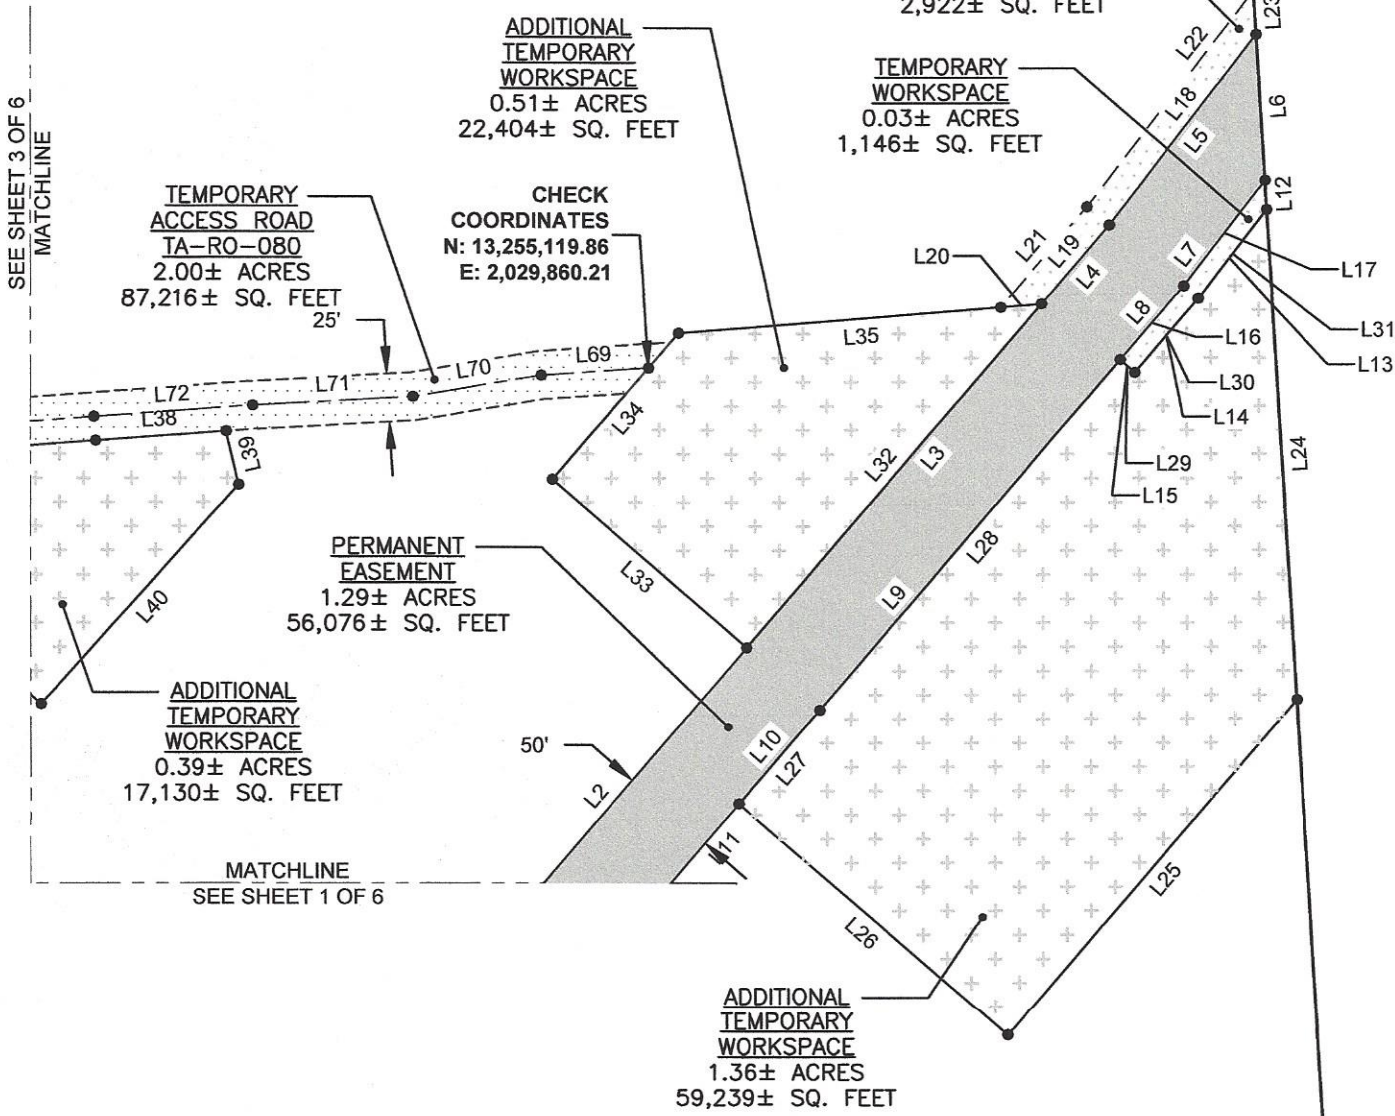 2,922± SQ. FEET
ADDITIONAL
TEMPORARY
WORKSPACE
0.51± ACRES
22,404± SQ. FEET
TEMPORARY
WORKSPACE
0.03± ACRES
1,146± SQ. FEET
L23
L22
L18
L5
L6
L12
SEE SHEET 3 OF 6
MATCHLINE
TEMPORARY
ACCESS ROAD
TA-RO-080
2.00± ACRES
87,216± SQ. FEET
25'
CHECK
COORDINATES
N: 13,255,119.86
E: 2,029,860.21
L21
L19
L20
L4
L7
L17
L8
L16
L31
L13
L30
L14
L29
L15
L24
L35
L69
L70
L71
L72
L38
L39
L34
L32
L3
L28
L33
L9
L40
PERMANENT
EASEMENT
1.29± ACRES
56,076± SQ. FEET
ADDITIONAL
TEMPORARY
WORKSPACE
0.39± ACRES
17,130± SQ. FEET
50'
L10
L27
L2
L11
MATCHLINE
SEE SHEET 1 OF 6
L26
L25
ADDITIONAL
TEMPORARY
WORKSPACE
1.36± ACRES
59,239± SQ. FEET